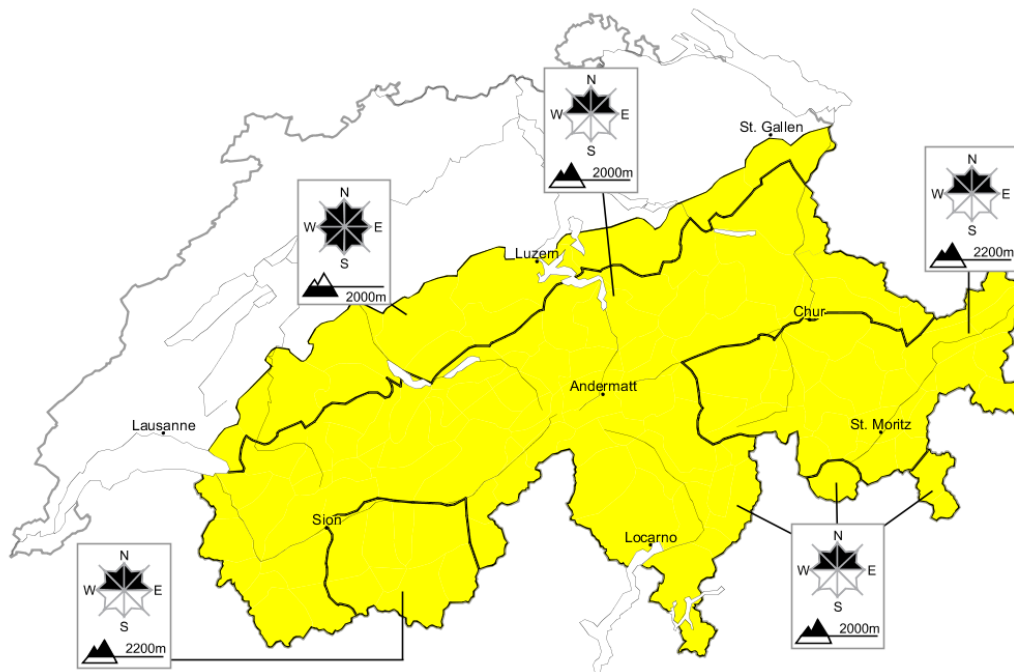 N
W E
S
2000m
St. Gallen
N
W E
S
2200m
N
W E
S
2000m
Luzern
Chur
Andermatt
Lausanne
St. Moritz
Sion
Locarno
N
W E
S
2200m
N
W E
S
2000m